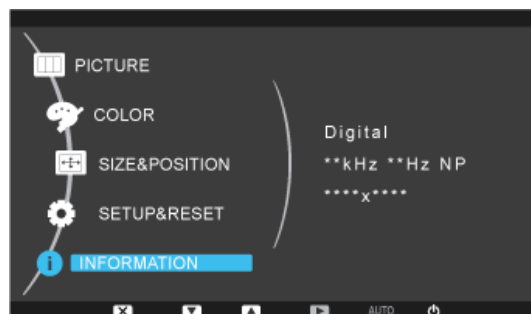 PICTURE
COLOR
SIZE&POSITION
SETUP&RESET
INFORMATION
Digital
**kHz **Hz NP
****x****
AUTO